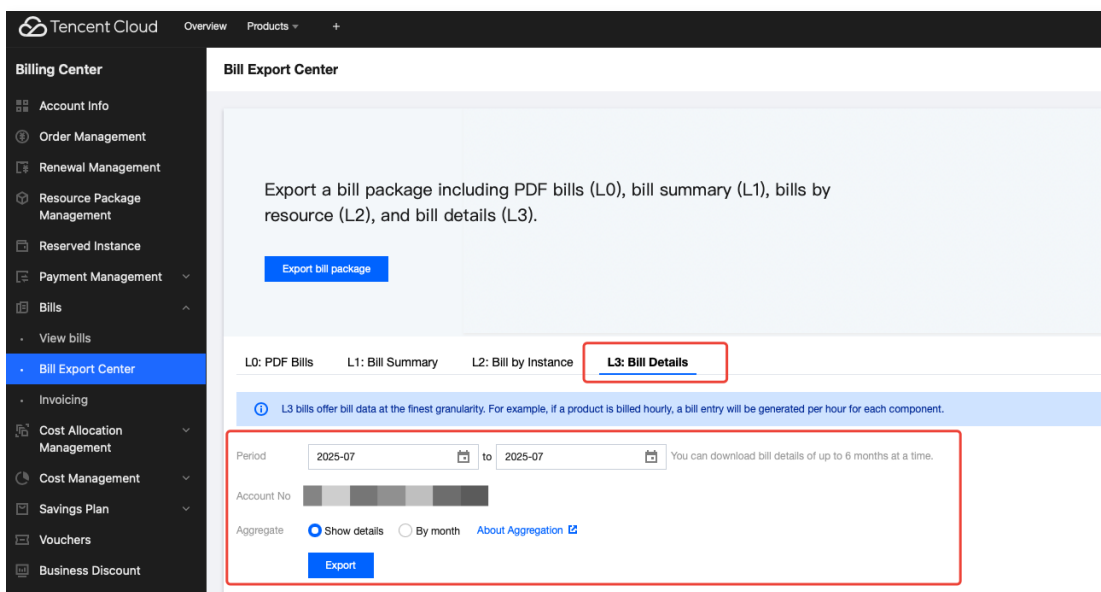 Tencent Cloud Overview Products +
Billing Center
Account Info
Order Management
Renewal Management
Resource Package
Management
Reserved Instance
Payment Management
Bills
View bills
Bill Export Center
Invoicing
Cost Allocation
Management
Cost Management
Savings Plan
Vouchers
Business Discount
Bill Export Center
Export a bill package including PDF bills (L0), bill summary (L1), bills by
resource (L2), and bill details (L3).
Export bill package
L0: PDF Bills L1: Bill Summary L2: Bill by Instance L3: Bill Details
L3 bills offer bill data at the finest granularity. For example, if a product is billed hourly, a bill entry will be generated per hour for each component.
Period 2025-07 to 2025-07 You can download bill details of up to 6 months at a time.
Account No
Aggregate Show details By month About Aggregation
Export